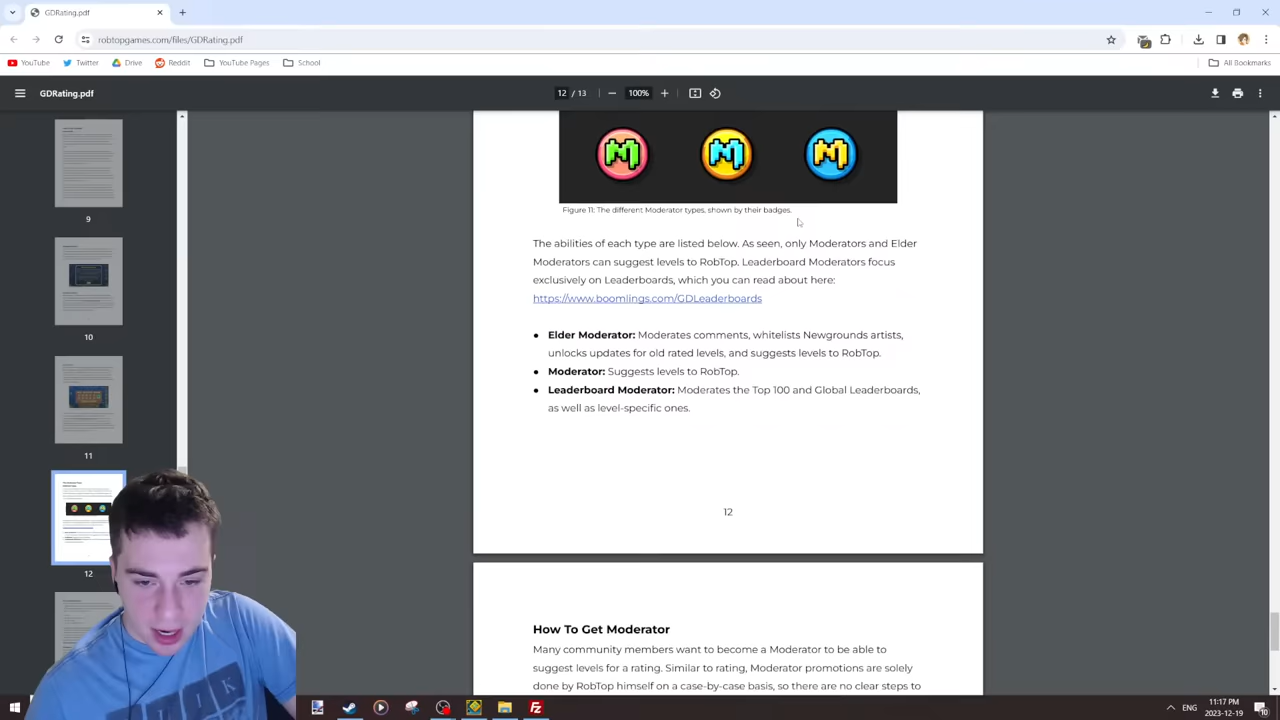 GDRating.pdf
robtopgames.com/files/GDRating.pdf
YouTube Twitter Drive Reddit YouTube Pages School All Bookmarks
GDRating.pdf 12 / 13 100%
9
10
11
12
M M M
Figure 11: The different Moderator types, shown by their badges.
The abilities of each type are listed below. As seen, only Moderators and Elder
Moderators can suggest levels to RobTop. Leaderboard Moderators focus
exclusively on Leaderboards, which you can read about here:
https://www.boomlings.com/GDLeaderboards
● Elder Moderator: Moderates comments, whitelists Newgrounds artists,
unlocks updates for old rated levels, and suggests levels to RobTop.
● Moderator: Suggests levels to RobTop.
● Leaderboard Moderator: Moderates the Top 100 and Global Leaderboards,
as well as level-specific ones.
12
How To Get Moderator
Many community members want to become a Moderator to be able to
suggest levels for a rating. Similar to rating, Moderator promotions are solely
done by RobTop himself on a case-by-case basis, so there are no clear steps to
ENG
11:17 PM
2023-12-19
10